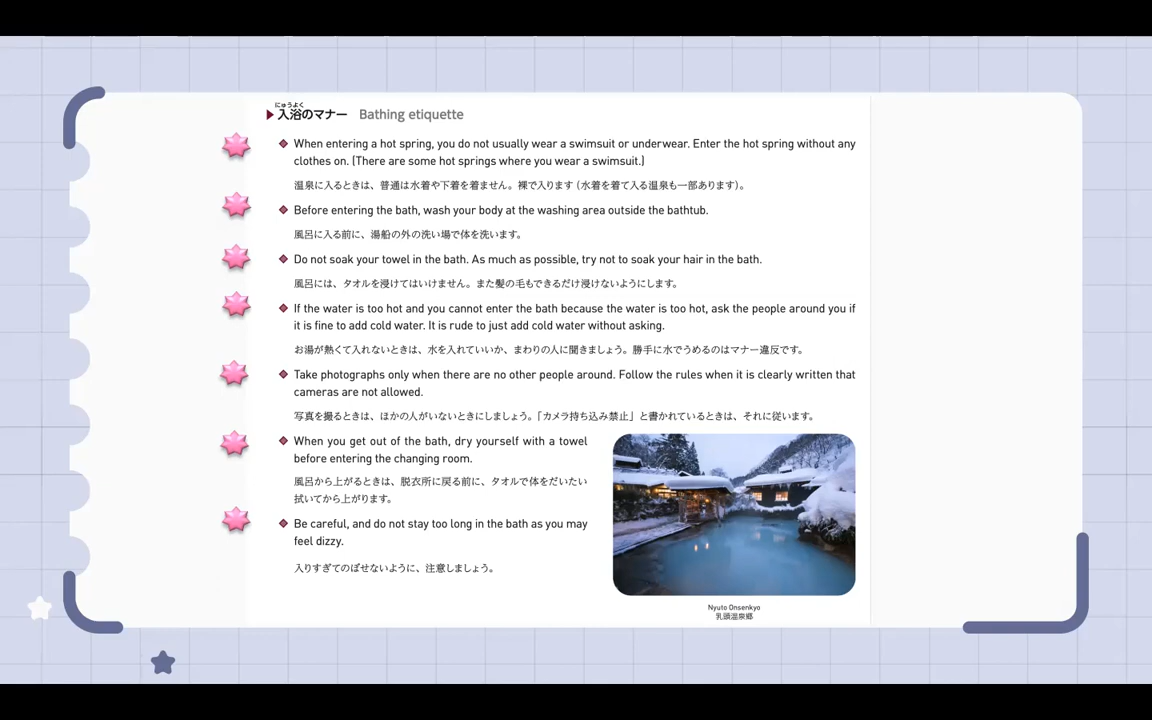 にゅうよく
入浴のマナー Bathing etiquette
When entering a hot spring, you do not usually wear a swimsuit or underwear. Enter the hot spring without any
clothes on. (There are some hot springs where you wear a swimsuit.)
温泉に入るときは、普通は水着や下着を着ません。裸で入ります（水着を着て入る温泉も一部あります）。
Before entering the bath, wash your body at the washing area outside the bathtub.
風呂に入る前に、湯船の外の洗い場で体を洗います。
Do not soak your towel in the bath. As much as possible, try not to soak your hair in the bath.
風呂には、タオルを浸けてはいけません。また髪の毛もできるだけ浸けないようにします。
If the water is too hot and you cannot enter the bath because the water is too hot, ask the people around you if
it is fine to add cold water. It is rude to just add cold water without asking.
お湯が熱くて入れないときは、水を入れていいか、まわりの人に聞きましょう。勝手に水でうめるのはマナー違反です。
Take photographs only when there are no other people around. Follow the rules when it is clearly written that
cameras are not allowed.
写真を撮るときは、ほかの人がいないときにしましょう。「カメラ持ち込み禁止」と書かれているときは、それに従います。
When you get out of the bath, dry yourself with a towel
before entering the changing room.
風呂から上がるときは、脱衣所に戻る前に、タオルで体をだいたい
拭いてから上がります。
Be careful, and do not stay too long in the bath as you may
feel dizzy.
入りすぎてのぼせないように、注意しましょう。
Nyuto Onsenkyo
乳頭温泉郷